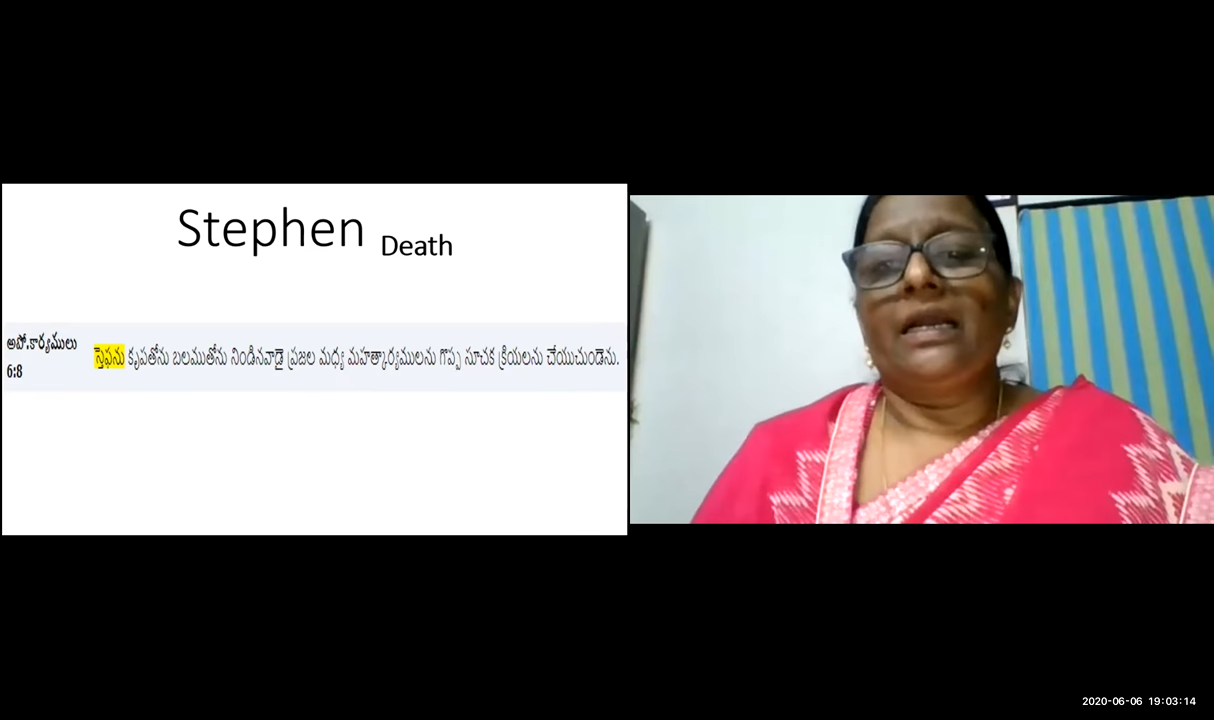 Stephen Death
అపో.కార్యములు
6:8
స్తెఫను కృపతోను బలముతోను నిండినవాడై ప్రజల మధ్య మహత్కార్యములను గొప్ప సూచక క్రియలను చేయుచుండెను.
2020-06-06 19:03:14